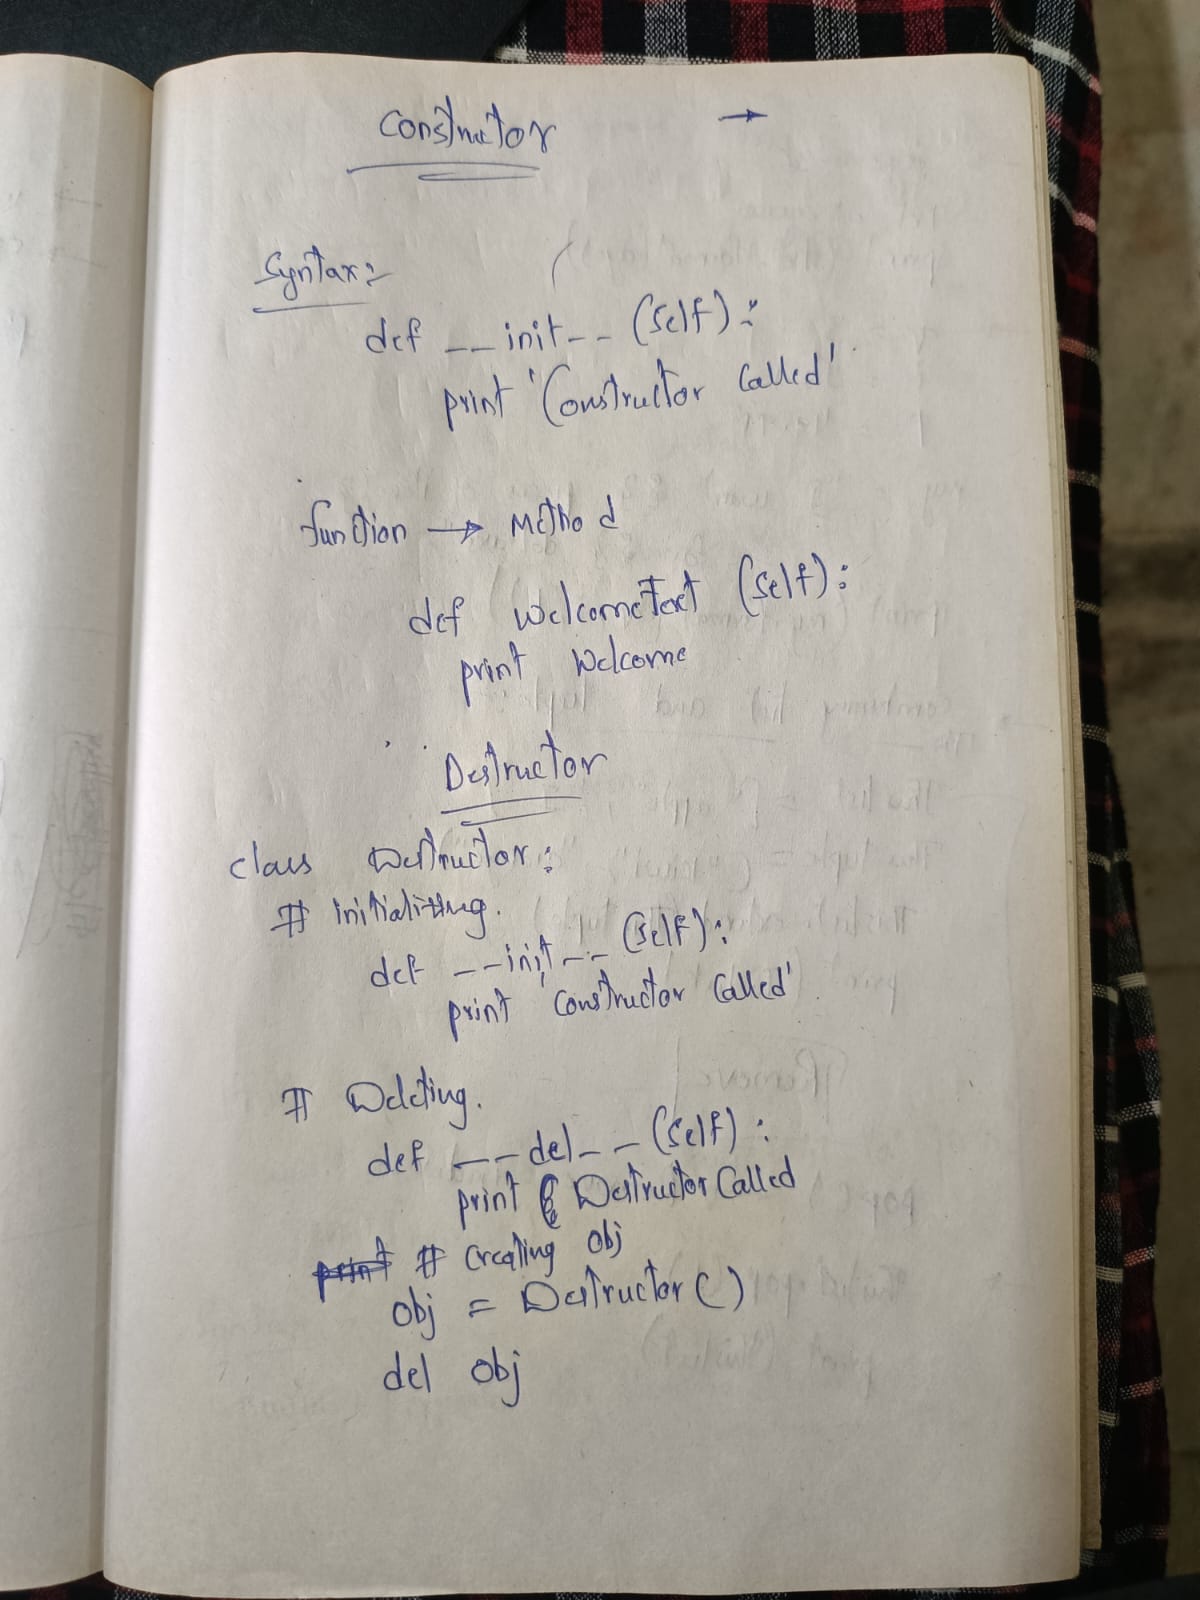 Constructor →
Syntax:
def __init__ (self):
print 'Constructor Called'
function → Method
def WelcomeText (self):
print Welcome
Destructor
class Destructor:
# initialitting.
def __init__ (self):
print 'Constructor Called'
# Deleting.
def __del__ (self):
print Destructor Called
print # Creating obj
obj = Destructor ()
del obj